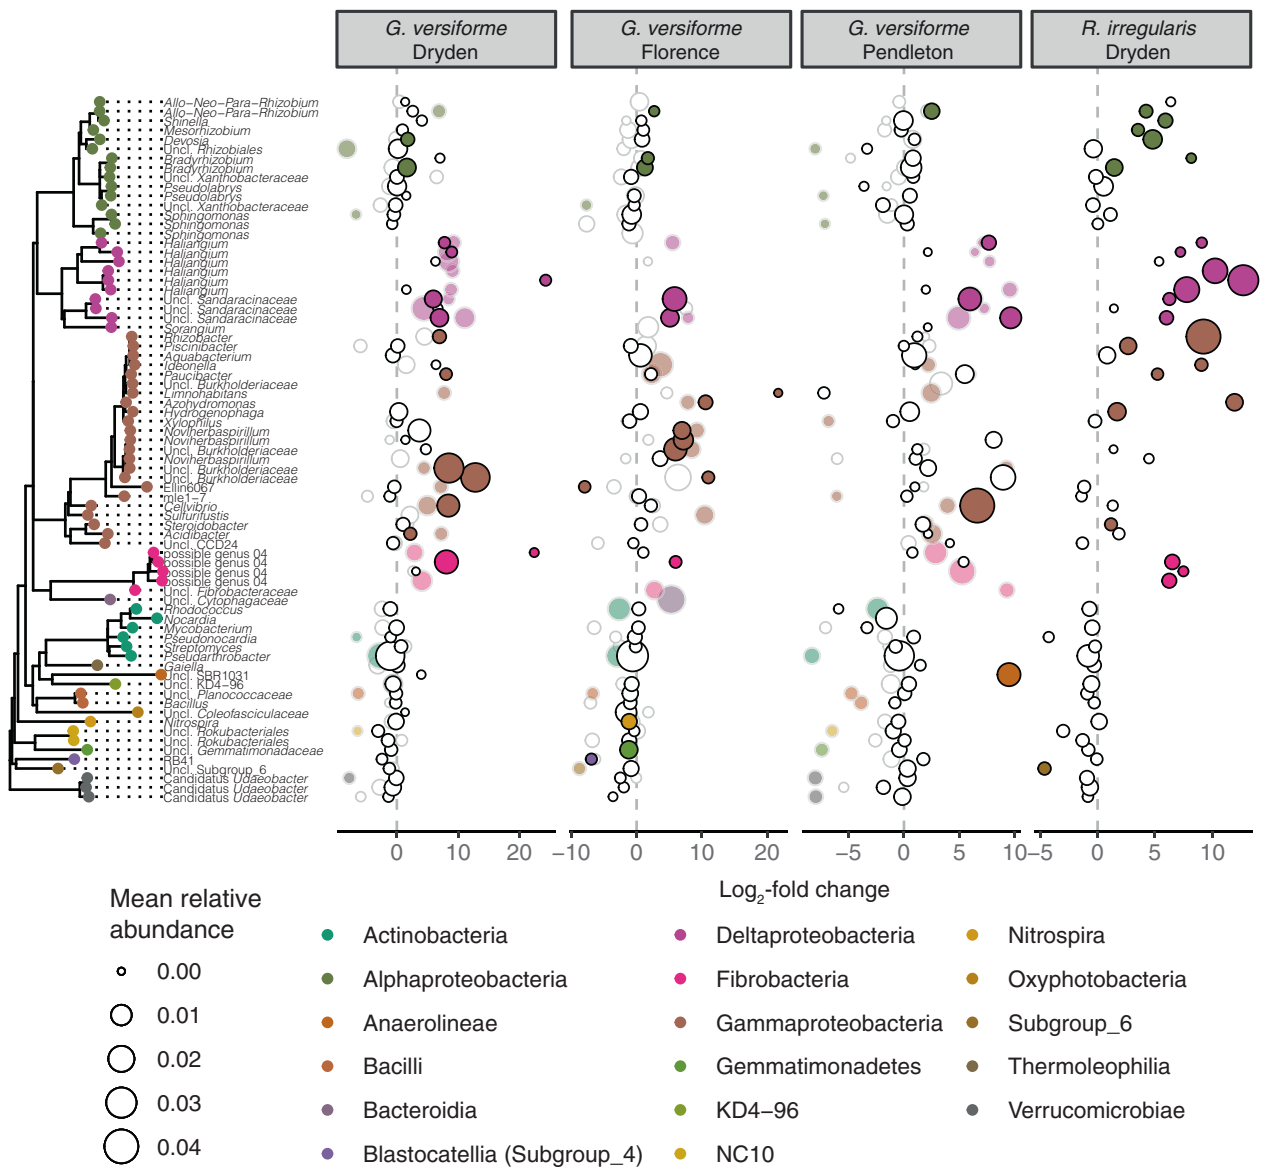 G. versiforme
Dryden
G. versiforme
Florence
G. versiforme
Pendleton
R. irregularis
Dryden
Allo−Neo−Para−Rhizobium
Allo−Neo−Para−Rhizobium
Shinella
Mesorhizobium
Devosia
Uncl. Rhizobiales
Bradyrhizobium
Bradyrhizobium
Uncl. Xanthobacteraceae
Pseudolabrys
Pseudolabrys
Uncl. Xanthobacteraceae
Sphingomonas
Sphingomonas
Sphingomonas
Haliangium
Haliangium
Haliangium
Haliangium
Haliangium
Haliangium
Uncl. Sandaracinaceae
Uncl. Sandaracinaceae
Uncl. Sandaracinaceae
Sorangium
Rhizobacter
Piscinibacter
Aquabacterium
Ideonella
Paucibacter
Uncl. Burkholderiaceae
Limnohabitans
Azohydromonas
Hydrogenophaga
Xylophilus
Noviherbaspirillum
Noviherbaspirillum
Uncl. Burkholderiaceae
Noviherbaspirillum
Uncl. Burkholderiaceae
Uncl. Burkholderiaceae
Ellin6067
mle1−7
Cellvibrio
Sulfurifustis
Steroidobacter
Acidibacter
Uncl. CCD24
possible genus 04
possible genus 04
possible genus 04
possible genus 04
Uncl. Fibrobacteraceae
Uncl. Cytophagaceae
Rhodococcus
Nocardia
Mycobacterium
Pseudonocardia
Streptomyces
Pseudarthrobacter
Gaiella
Uncl. SBR1031
Uncl. KD4−96
Uncl. Planococcaceae
Bacillus
Uncl. Coleofasciculaceae
Nitrospira
Uncl. Rokubacteriales
Uncl. Rokubacteriales
Uncl. Gemmatimonadaceae
RB41
Uncl. Subgroup_6
Candidatus Udaeobacter
Candidatus Udaeobacter
Candidatus Udaeobacter
0 10 20 −10 0 10 20 −5 0 5 10 −5 0 5 10
Log2-fold change
Mean relative
abundance
0.00
0.01
0.02
0.03
0.04
Actinobacteria
Alphaproteobacteria
Anaerolineae
Bacilli
Bacteroidia
Blastocatellia (Subgroup_4)
Deltaproteobacteria
Fibrobacteria
Gammaproteobacteria
Gemmatimonadetes
KD4−96
NC10
Nitrospira
Oxyphotobacteria
Subgroup_6
Thermoleophilia
Verrucomicrobiae